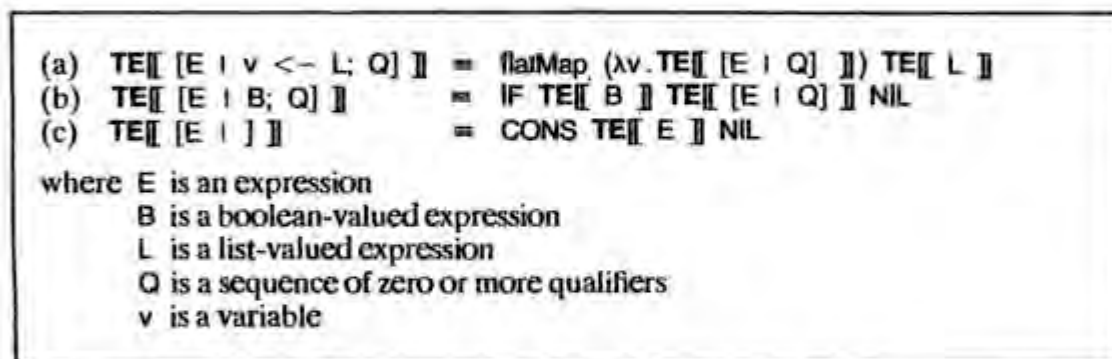 (a) TE⟦ [E | v <- L; Q] ⟧ = flatMap (λv.TE⟦ [E | Q] ⟧) TE⟦ L ⟧
(b) TE⟦ [E | B; Q] ⟧ = IF TE⟦ B ⟧ TE⟦ [E | Q] ⟧ NIL
(c) TE⟦ [E | ] ⟧ = CONS TE⟦ E ⟧ NIL
where E is an expression
B is a boolean-valued expression
L is a list-valued expression
Q is a sequence of zero or more qualifiers
v is a variable